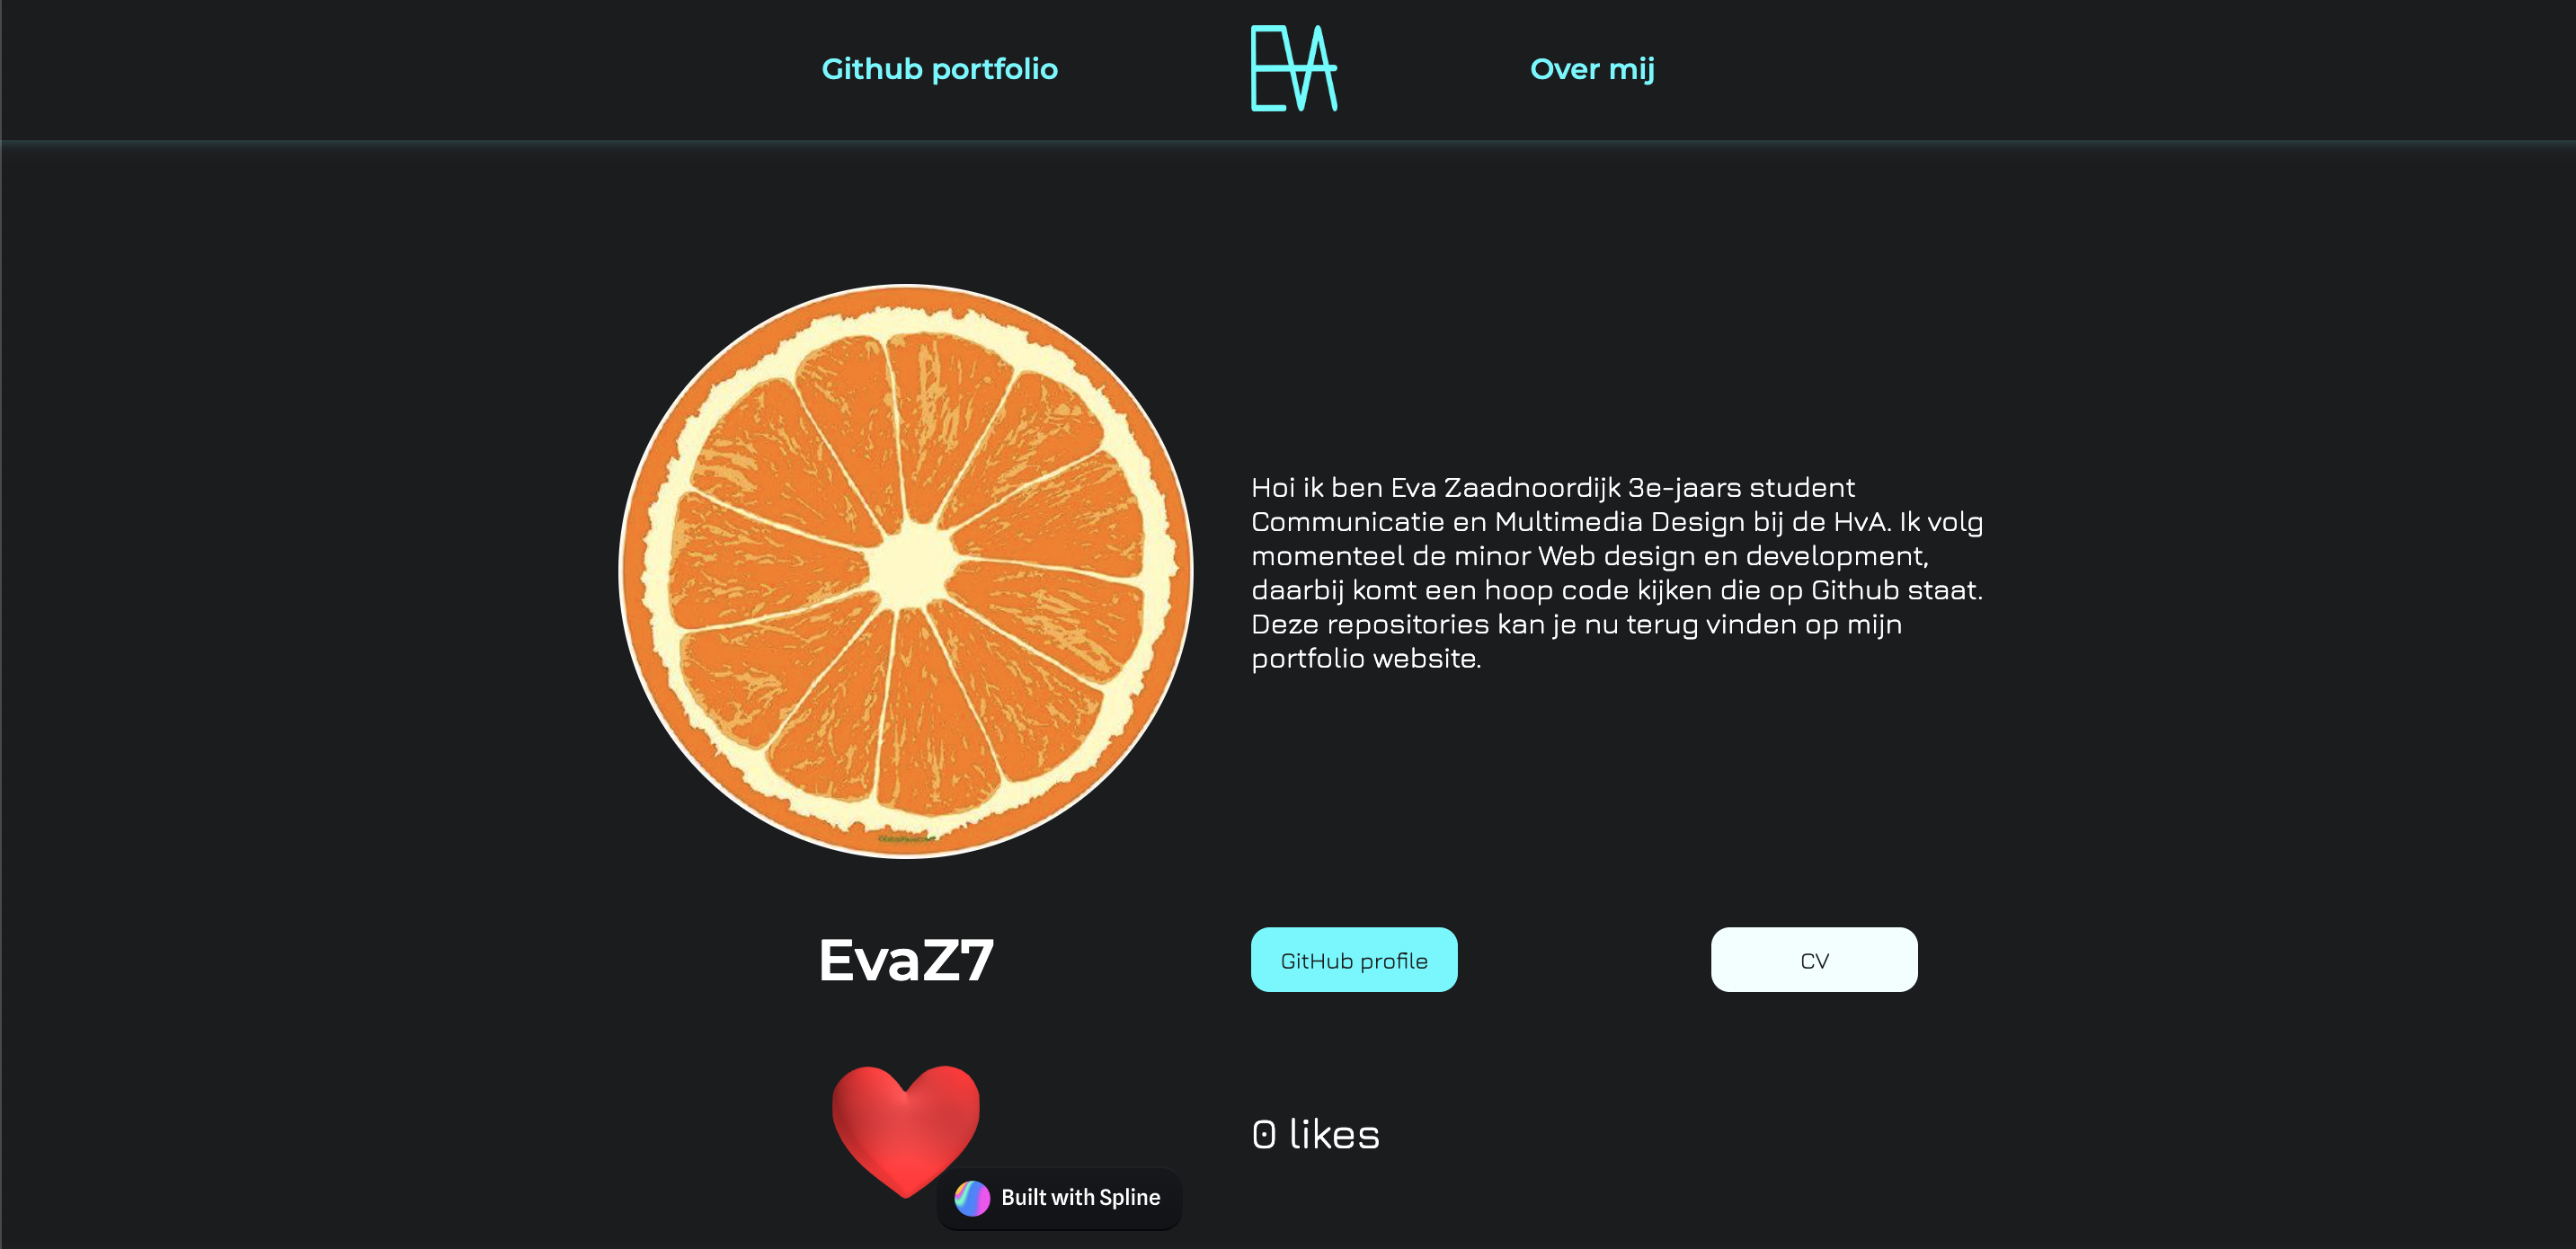 Github portfolio
EVA
Over mij
Hoi ik ben Eva Zaadnoordijk 3e-jaars student
Communicatie en Multimedia Design bij de HvA. Ik volg
momenteel de minor Web design en development,
daarbij komt een hoop code kijken die op Github staat.
Deze repositories kan je nu terug vinden op mijn
portfolio website.
EvaZ7
GitHub profile
CV
0 likes
Built with Spline